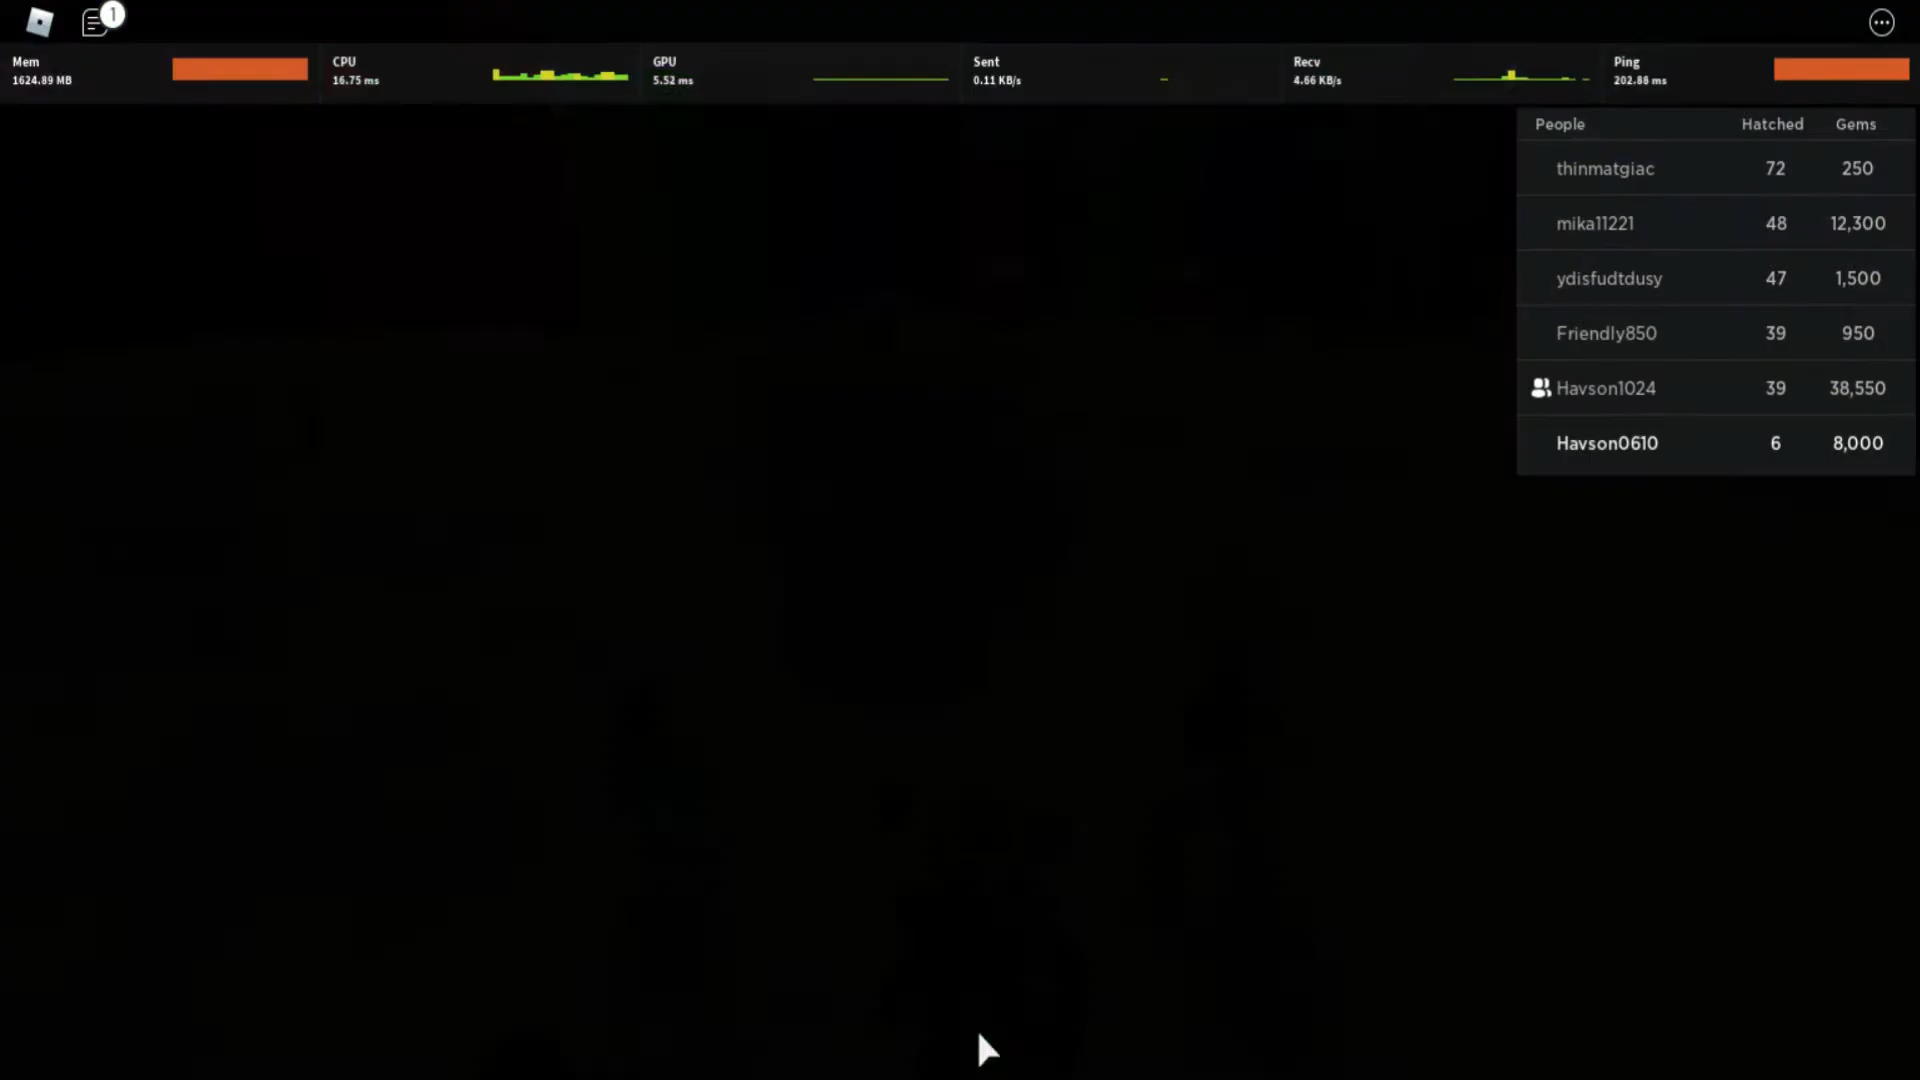 1
Mem CPU GPU Sent Recv Ping
1624.89 MB 16.75 ms 5.52 ms 0.11 KB/s 4.66 KB/s 202.86 ms
People Hatched Gems
thinmatgiac 72 250
mika11221 48 12,300
ydisfudtdusy 47 1,500
Friendly850 39 950
Havson1024 39 38,550
Havson0610 6 8,000